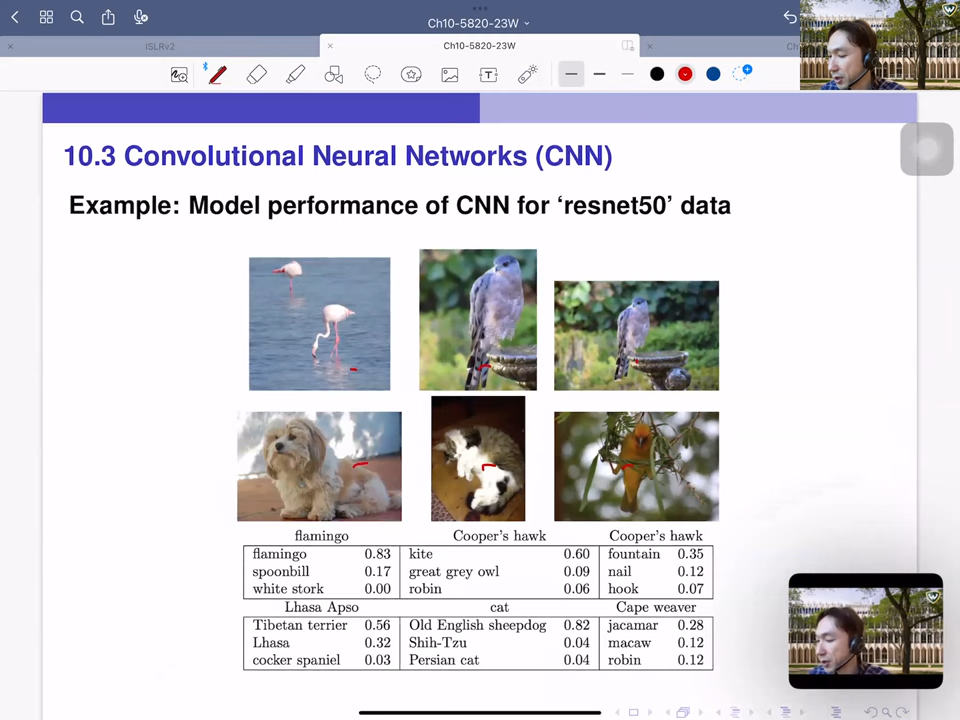 Ch10-5820-23W
ISLRv2
Ch10-5820-23W
Ch
10.3 Convolutional Neural Networks (CNN)
Example: Model performance of CNN for ‘resnet50’ data
flamingo Cooper's hawk Cooper's hawk
flamingo 0.83 kite 0.60 fountain 0.35
spoonbill 0.17 great grey owl 0.09 nail 0.12
white stork 0.00 robin 0.06 hook 0.07
Lhasa Apso cat Cape weaver
Tibetan terrier 0.56 Old English sheepdog 0.82 jacamar 0.28
Lhasa 0.32 Shih-Tzu 0.04 macaw 0.12
cocker spaniel 0.03 Persian cat 0.04 robin 0.12